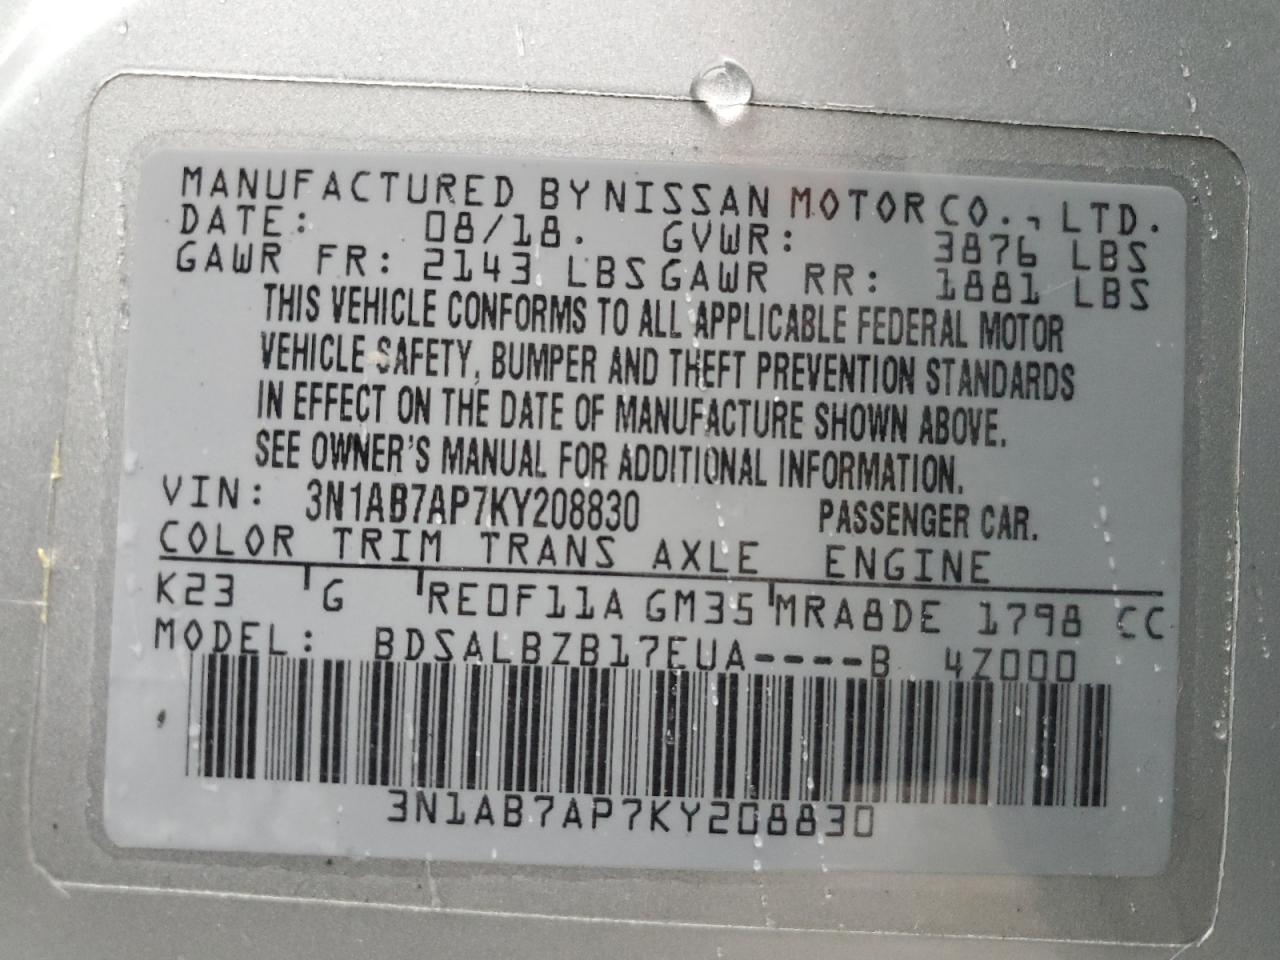 MANUFACTURED BY NISSAN MOTOR CO., LTD.
DATE: 08/18. GVWR: 3876 LBS
GAWR FR: 2143 LBS GAWR RR: 1881 LBS
THIS VEHICLE CONFORMS TO ALL APPLICABLE FEDERAL MOTOR
VEHICLE SAFETY, BUMPER AND THEFT PREVENTION STANDARDS
IN EFFECT ON THE DATE OF MANUFACTURE SHOWN ABOVE.
SEE OWNER'S MANUAL FOR ADDITIONAL INFORMATION.
VIN: 3N1AB7AP7KY208830 PASSENGER CAR.
COLOR TRIM TRANS AXLE ENGINE
K23 G RE0F11A GM35 MRA8DE 1798 CC
MODEL: BDSALBZB17EUA----B 4Z000
3N1AB7AP7KY208830